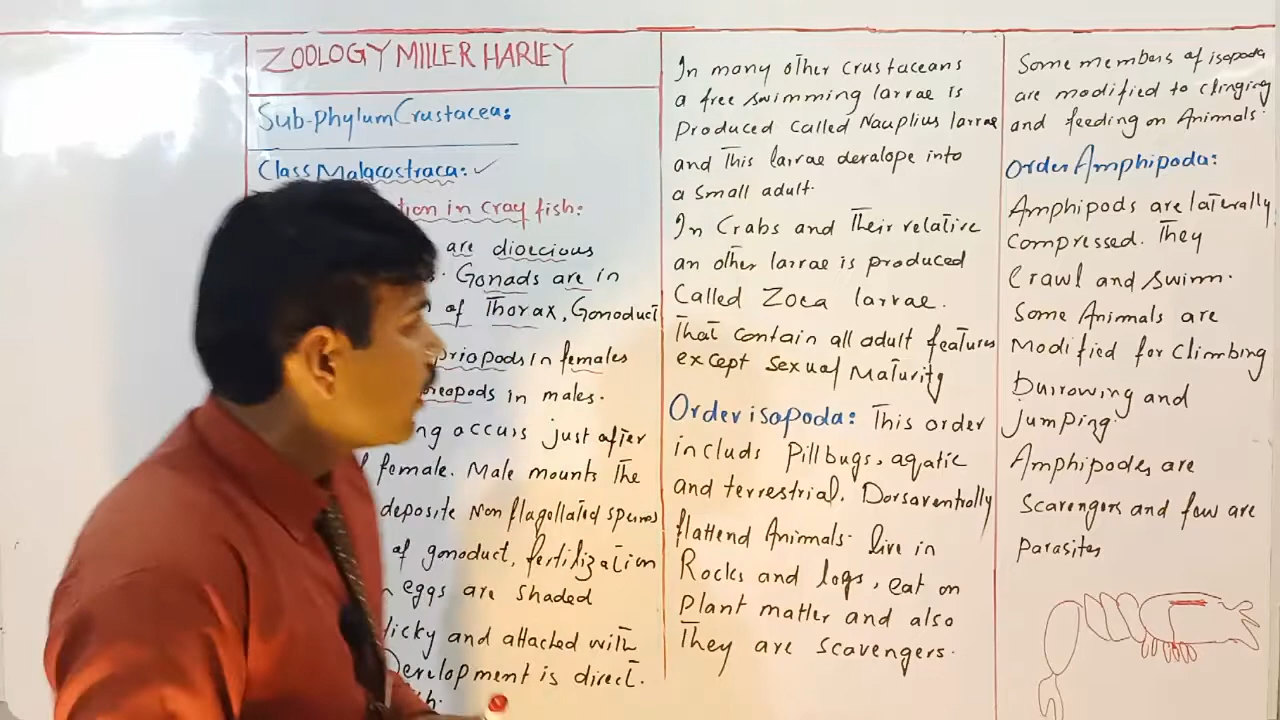 ZOOLOGY MILLER HARLEY
Sub-phylum Crustacea:
Class Malacostraca:
tion in cray fish:
are dioecious
Gonads are in
of Thorax, Gonoduct
in females
in males.
occurs just after
female. Male mounts the
deposite Non flagellated sperms
of gonoduct, fertilization
eggs are shaded
ticky and attached with
Development is direct.
In many other crustaceans
a free swimming larvae is
Produced Called Nauplius larvae
and This larvae deralope into
a small adult.
In Crabs and Their relative
an other larvae is produced
Called Zoea larvae.
That contain all adult features
except sexual Maturity
Order isopoda: This order
includs Pillbugs, aquatic
and terrestrial. Dorsaventrolly
flattend Animals. live in
Rocks and logs, eat on
Plant matter and also
They are scavengers.
Some members of isopoda
are modified to clinging
and feeding on Animals.
Order Amphipoda:
Amphipods are laterally
Compressed. They
Crawl and swim.
Some Animals are
Modified for Climbing
Burrowing and
Jumping.
Amphipodes are
Scavengers and few are
Parasites